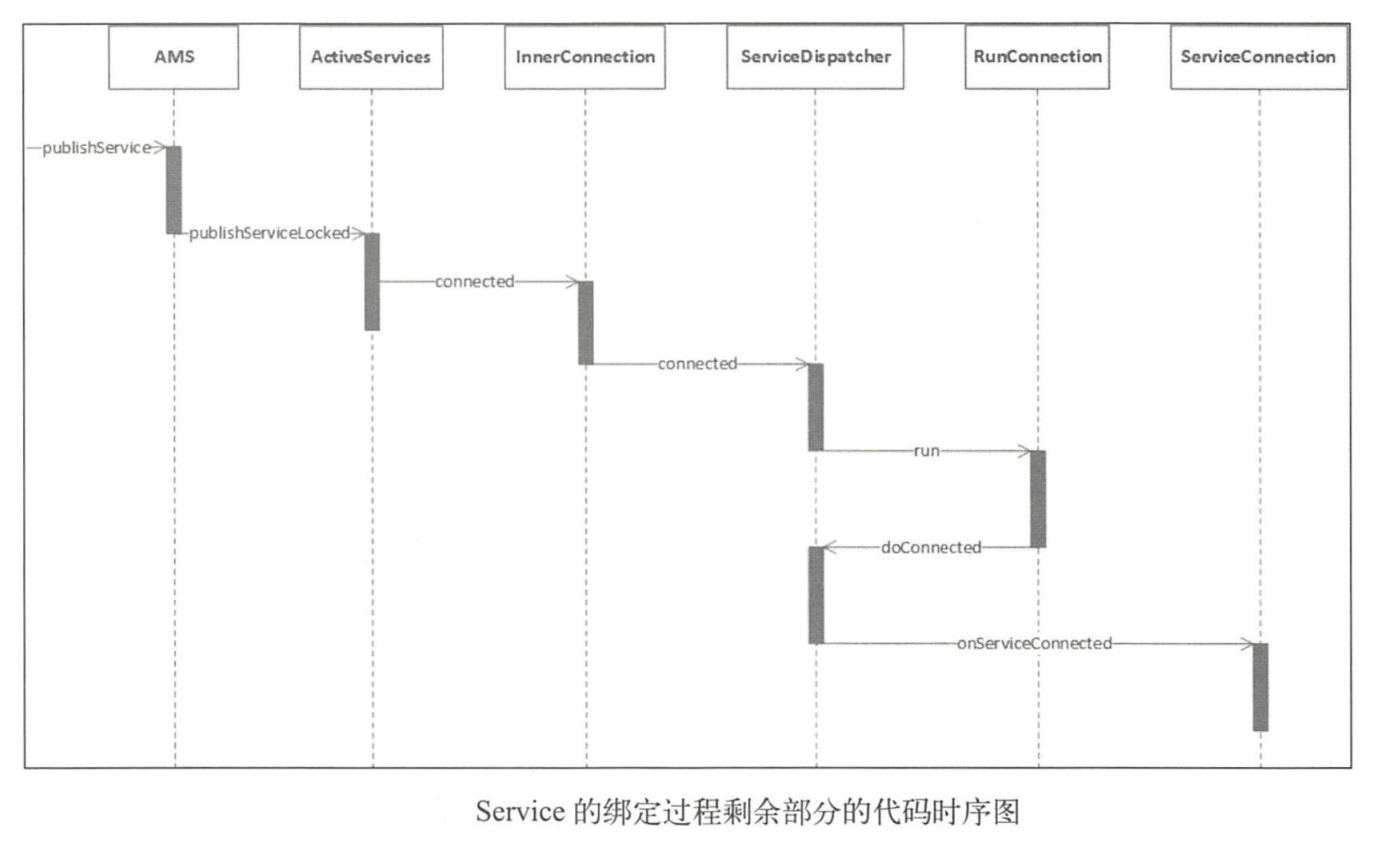 AMS
ActiveServices
InnerConnection
ServiceDispatcher
RunConnection
ServiceConnection
publishService
publishServiceLocked
connected
connected
run
doConnected
onServiceConnected
Service 的绑定过程剩余部分的代码时序图